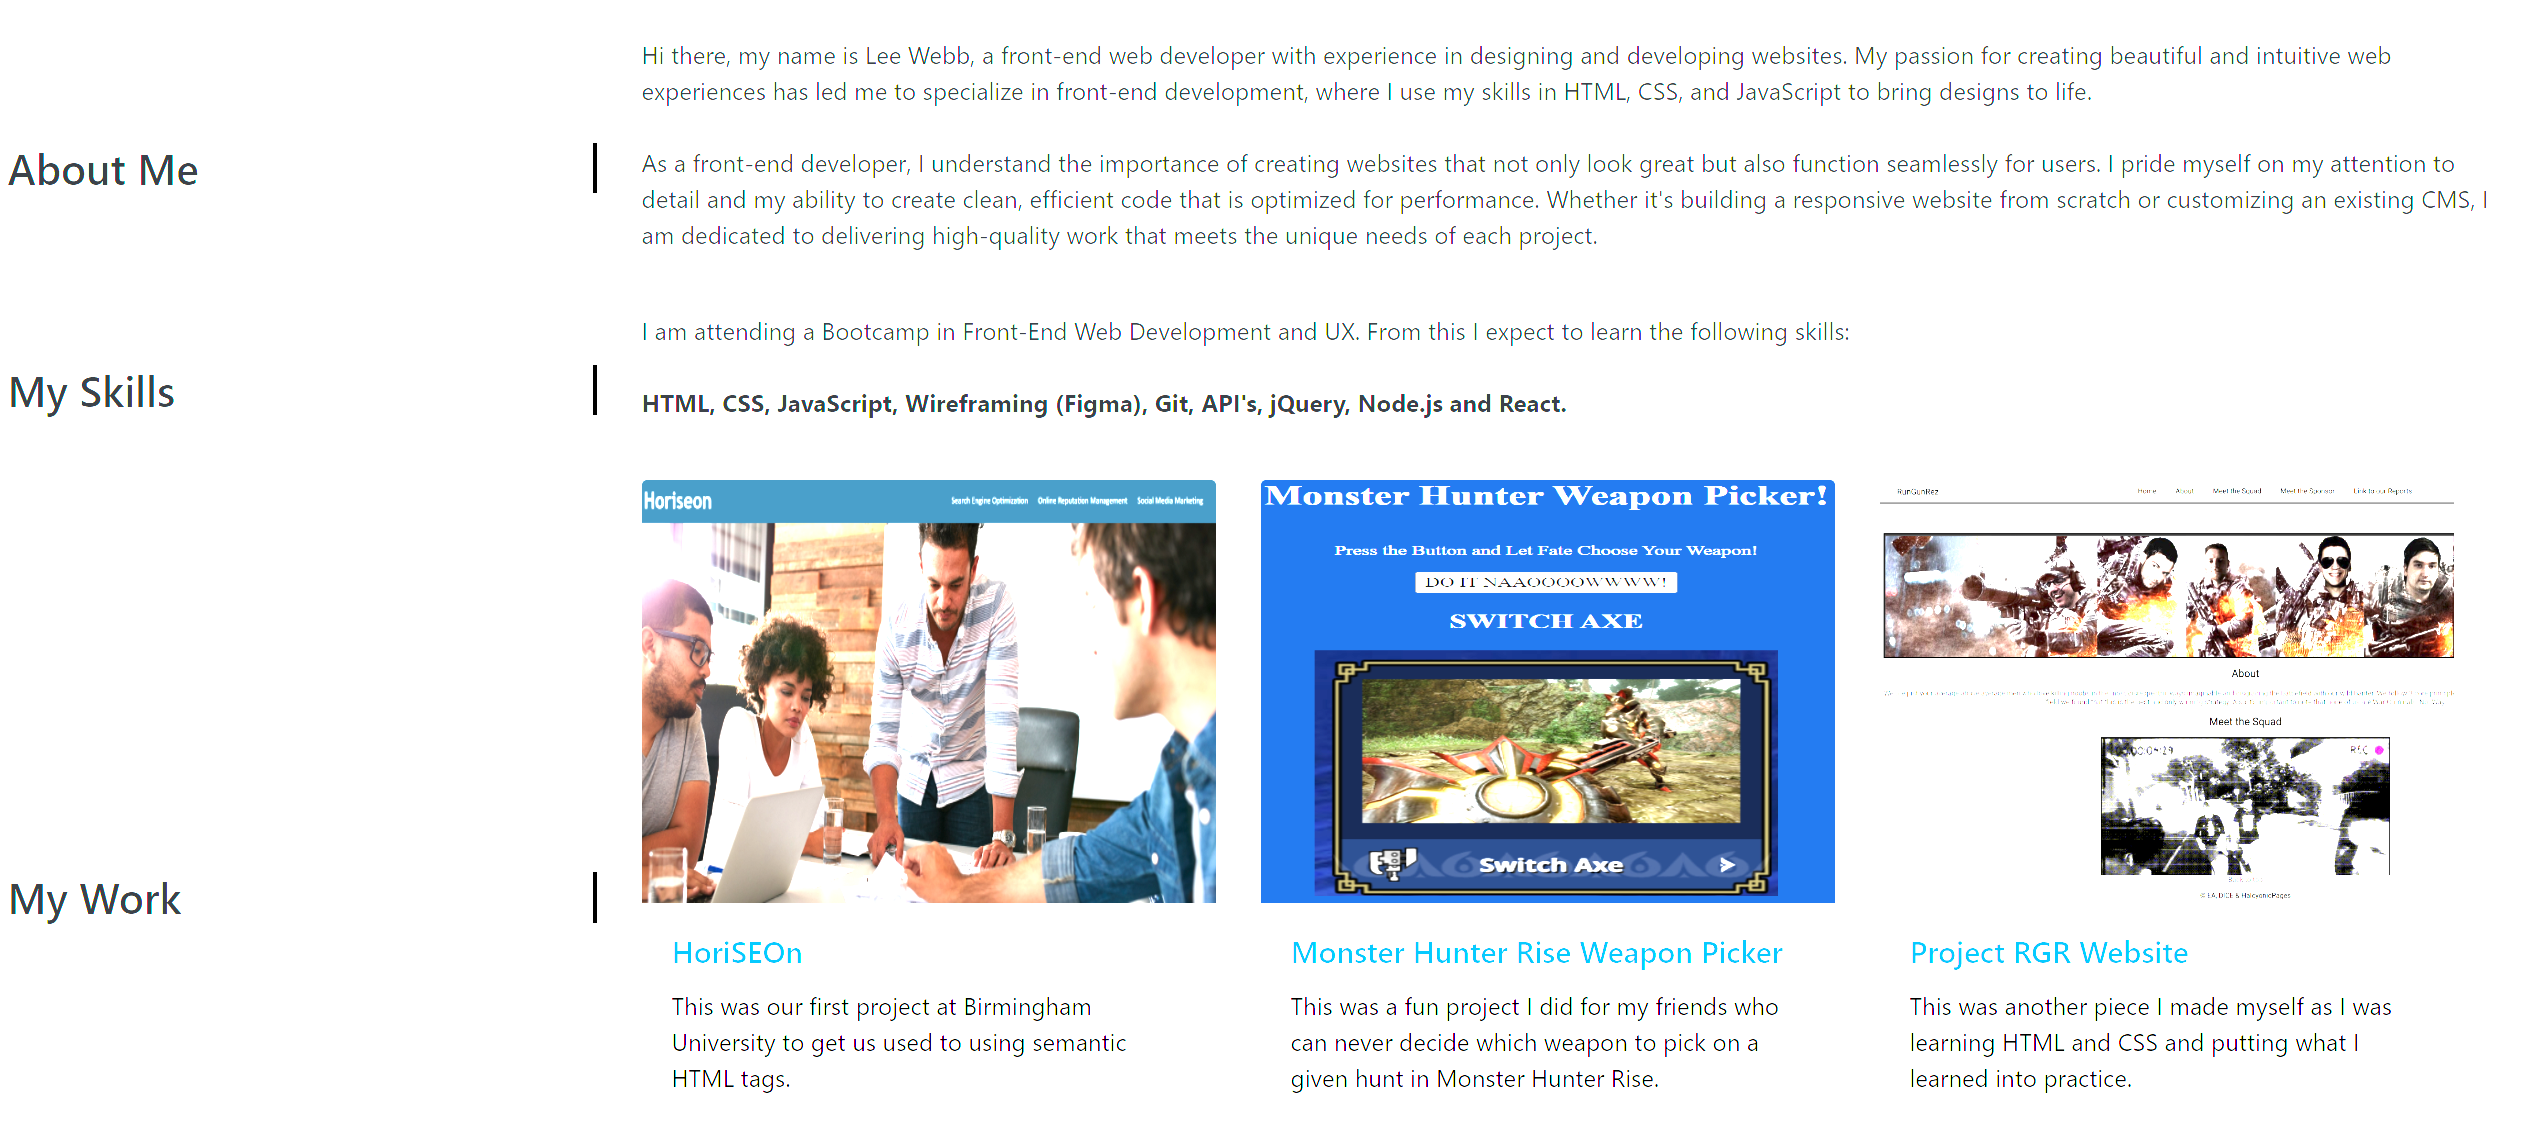 Hi there, my name is Lee Webb, a front-end web developer with experience in designing and developing websites. My passion for creating beautiful and intuitive web
experiences has led me to specialize in front-end development, where I use my skills in HTML, CSS, and JavaScript to bring designs to life.
About Me
As a front-end developer, I understand the importance of creating websites that not only look great but also function seamlessly for users. I pride myself on my attention to
detail and my ability to create clean, efficient code that is optimized for performance. Whether it's building a responsive website from scratch or customizing an existing CMS, I
am dedicated to delivering high-quality work that meets the unique needs of each project.
I am attending a Bootcamp in Front-End Web Development and UX. From this I expect to learn the following skills:
My Skills
HTML, CSS, JavaScript, Wireframing (Figma), Git, API's, jQuery, Node.js and React.
My Work
Horiseon
Search Engine Optimization Online Reputation Management Social Media Marketing
Monster Hunter Weapon Picker!
Press the Button and Let Fate Choose Your Weapon!
DO IT NAAOOOOWWWW!
SWITCH AXE
Switch Axe
RunGunRez
Home About Meet the Squad Meet the Sponsor Link to our Reports
About
Meet the Squad
REC
© EA, DICE & HalcyonicPages
HoriSEOn
This was our first project at Birmingham
University to get us used to using semantic
HTML tags.
Monster Hunter Rise Weapon Picker
This was a fun project I did for my friends who
can never decide which weapon to pick on a
given hunt in Monster Hunter Rise.
Project RGR Website
This was another piece I made myself as I was
learning HTML and CSS and putting what I
learned into practice.